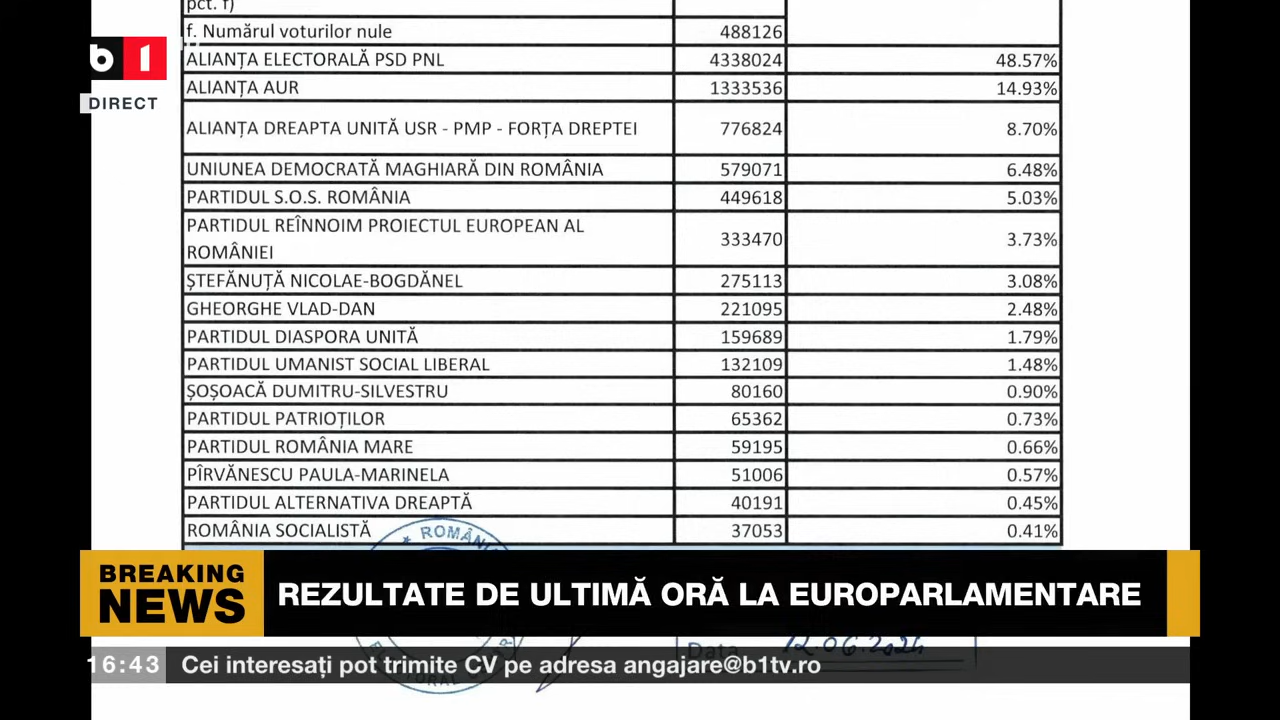 pct. f)
f. Numărul voturilor nule 488126
ALIANȚA ELECTORALĂ PSD PNL 4338024 48.57%
b1
DIRECT
ALIANȚA AUR 1333536 14.93%
ALIANȚA DREAPTA UNITĂ USR - PMP - FORȚA DREPTEI 776824 8.70%
UNIUNEA DEMOCRATĂ MAGHIARĂ DIN ROMÂNIA 579071 6.48%
PARTIDUL S.O.S. ROMÂNIA 449618 5.03%
PARTIDUL REÎNNOIM PROIECTUL EUROPEAN AL
ROMÂNIEI 333470 3.73%
ȘTEFĂNUȚĂ NICOLAE-BOGDĂNEL 275113 3.08%
GHEORGHE VLAD-DAN 221095 2.48%
PARTIDUL DIASPORA UNITĂ 159689 1.79%
PARTIDUL UMANIST SOCIAL LIBERAL 132109 1.48%
ȘOȘOACĂ DUMITRU-SILVESTRU 80160 0.90%
PARTIDUL PATRIOȚILOR 65362 0.73%
PARTIDUL ROMÂNIA MARE 59195 0.66%
PÎRVĂNESCU PAULA-MARINELA 51006 0.57%
PARTIDUL ALTERNATIVA DREAPTĂ 40191 0.45%
ROMÂNIA SOCIALISTĂ 37053 0.41%
ROMÂNI
BREAKING
NEWS
REZULTATE DE ULTIMĂ ORĂ LA EUROPARLAMENTARE
Data 12.06.2024
16:43 Cei interesați pot trimite CV pe adresa angajare@b1tv.ro